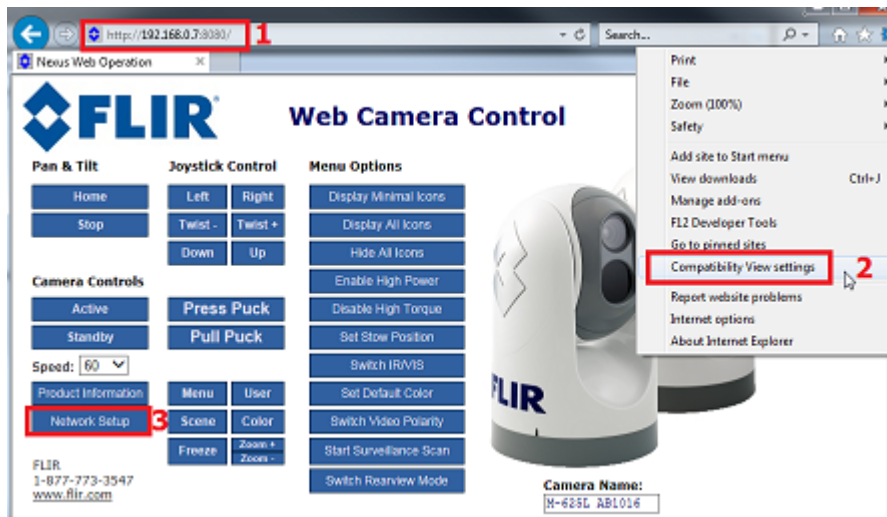 http://192.168.0.7:8080/
1
Search...
Nexus Web Operation
FLIR
Web Camera Control
Print
File
Zoom (100%)
Safety
Add site to Start menu
View downloads Ctrl+J
Manage add-ons
F12 Developer Tools
Go to pinned sites
Compatibility View settings
2
Report website problems
Internet options
About Internet Explorer
Pan & Tilt
Home
Stop
Joystick Control
Left Right
Twist - Twist +
Down Up
Menu Options
Display Minimal Icons
Display All Icons
Hide All Icons
Enable High Power
Disable High Torque
Set Stow Position
Switch IR/VIS
Set Default Color
Switch Video Polarity
Start Surveillance Scan
Switch Rearview Mode
Camera Controls
Active
Standby
Press Puck
Pull Puck
Speed: 60
Product Information
Network Setup
3
Menu User
Scene Color
Freeze Zoom +
Zoom -
FLIR
1-877-773-3547
www.flir.com
FLIR
Camera Name:
M-625L AB1016